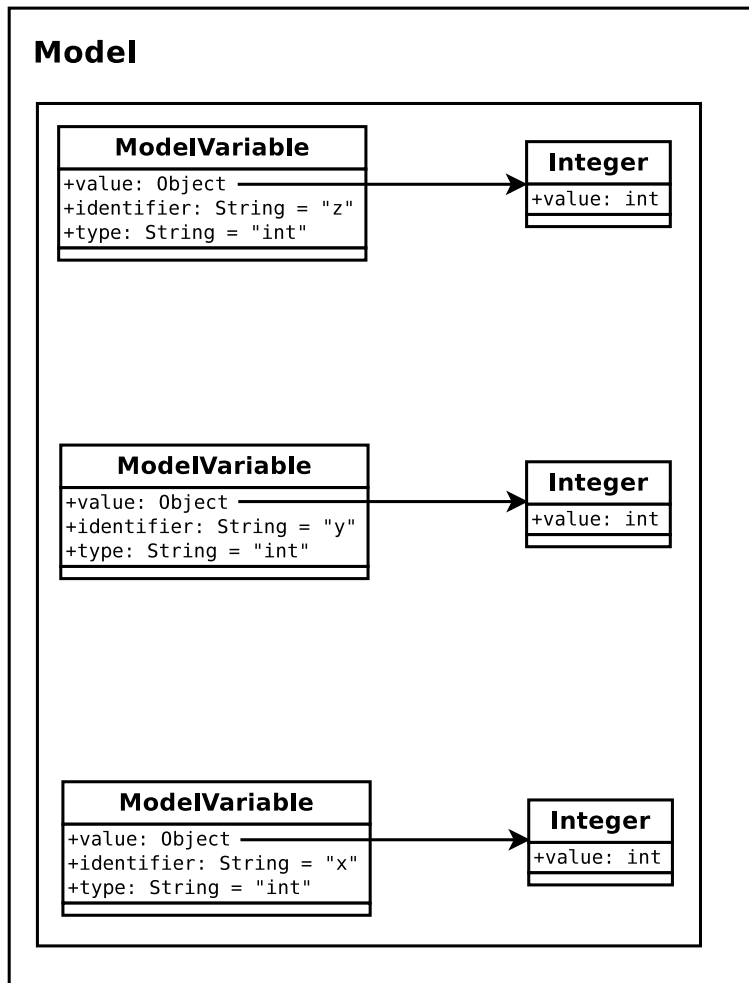 Model
ModelVariable
+value: Object
+identifier: String = "z"
+type: String = "int"
Integer
+value: int
ModelVariable
+value: Object
+identifier: String = "y"
+type: String = "int"
Integer
+value: int
ModelVariable
+value: Object
+identifier: String = "x"
+type: String = "int"
Integer
+value: int